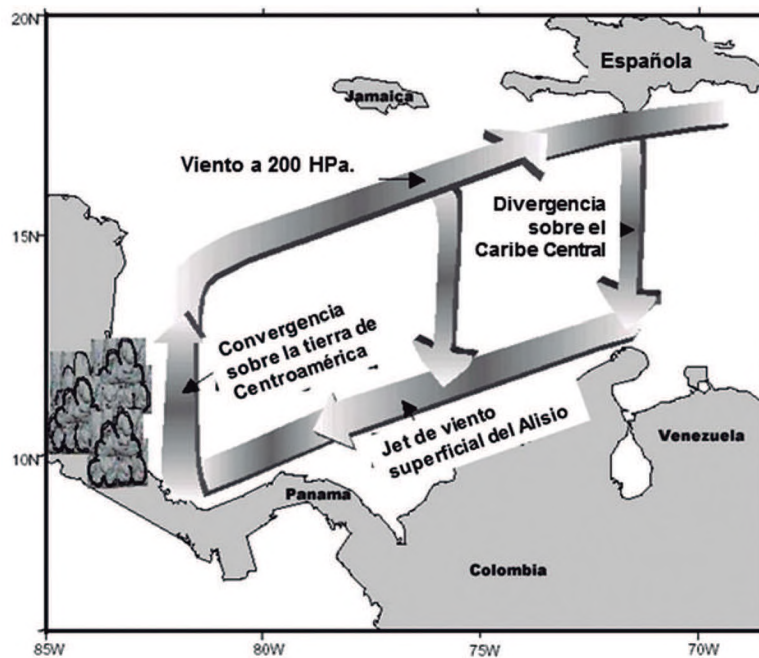 20N
Española
Jamaica
Viento a 200 HPa.
Divergencia
sobre el
Caribe Central
15N
Convergencia
sobre la tierra de
Centroamérica
Jet de viento
superficial del Alisio
Venezuela
10N
Panama
Colombia
85W
80W
75W
70W